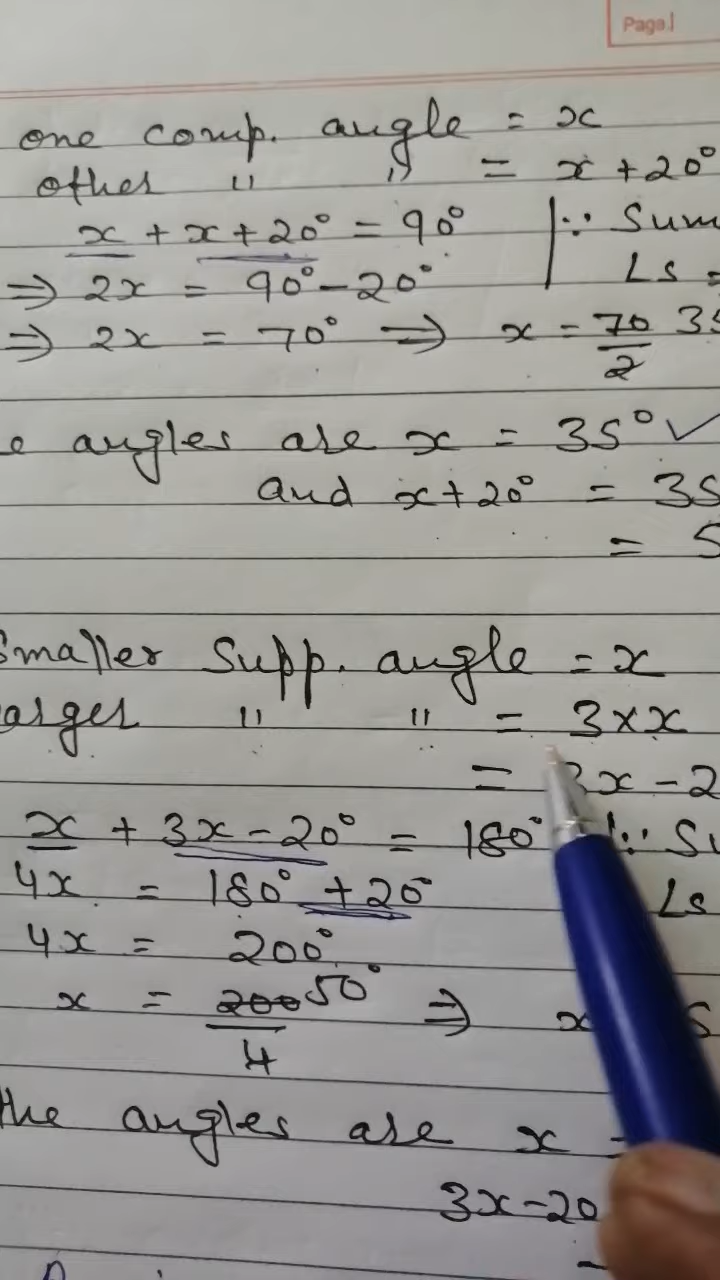 Page
one comp. angle = x
other " " = x + 20°
x + x + 20° = 90° | ∵ Sum
⇒ 2x = 90° - 20° Ls =
⇒ 2x = 70° ⇒ x = 70/2 35
angles are x = 35° ✓
and x + 20° = 35
= 5
Smaller Supp. angle = x
arger " " = 3 × x
= 3x - 2
x + 3x - 20° = 180° ∵ Su
4x = 180° + 20° Ls
4x = 200°
x = 200/4 50° ⇒ x
the angles are x =
3x - 20